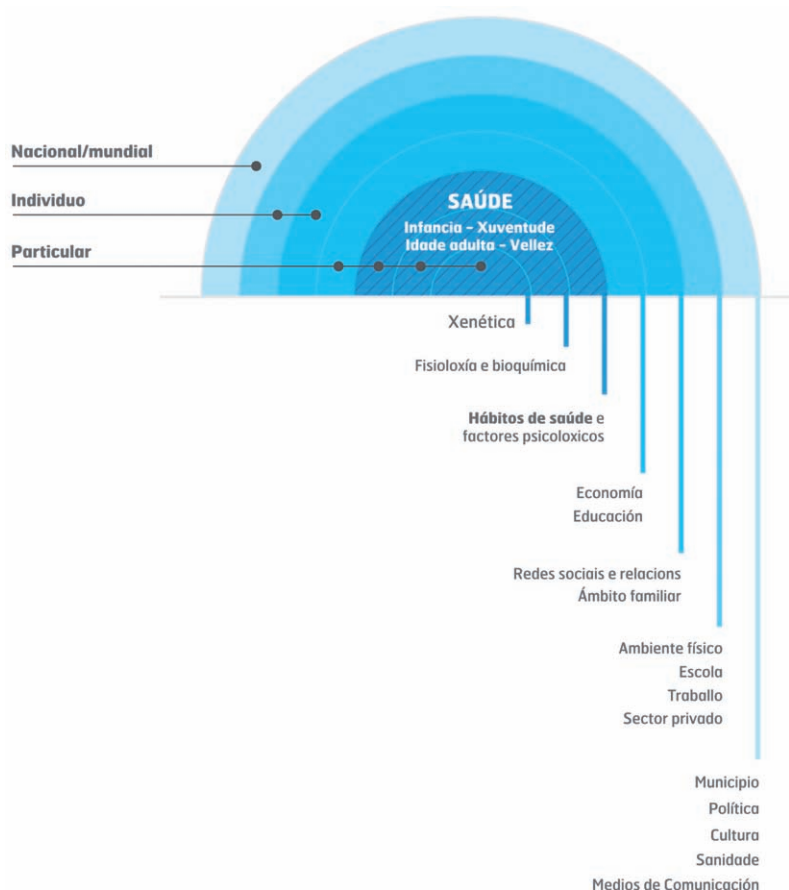 Nacional/mundial
Individuo
Particular
SAÚDE
Infancia - Xuventude
Idade adulta - Vellez
Xenética
Fisioloxía e bioquímica
Hábitos de saúde e
factores psicoloxicos
Economía
Educación
Redes sociais e relacions
Ámbito familiar
Ambiente físico
Escola
Traballo
Sector privado
Municipio
Política
Cultura
Sanidade
Medios de Comunicación